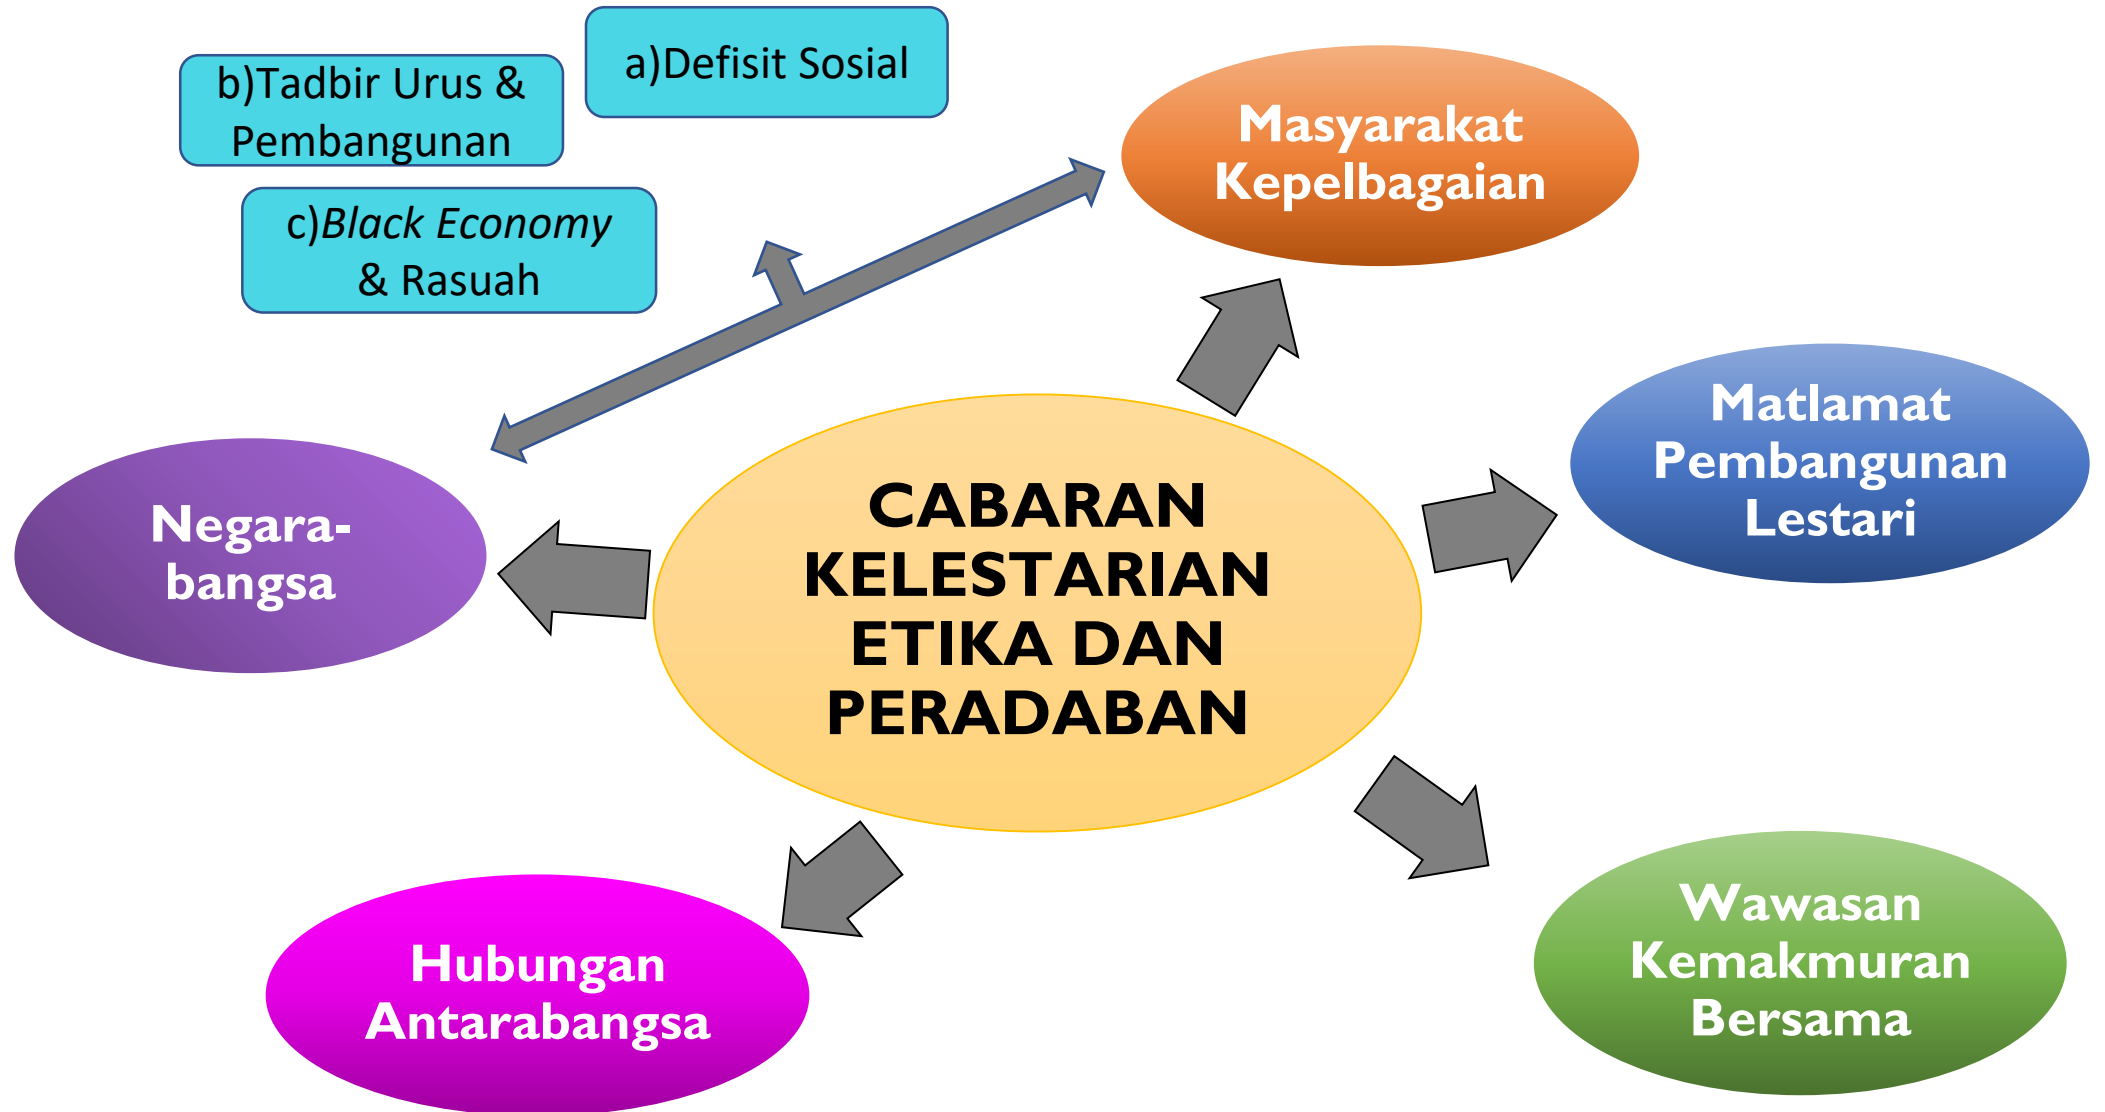 a)Defisit Sosial
b)Tadbir Urus &
Pembangunan
c)Black Economy
& Rasuah
Masyarakat
Kepelbagaian
Matlamat
Pembangunan
Lestari
Negara-
bangsa
CABARAN
KELESTARIAN
ETIKA DAN
PERADABAN
Wawasan
Kemakmuran
Bersama
Hubungan
Antarabangsa